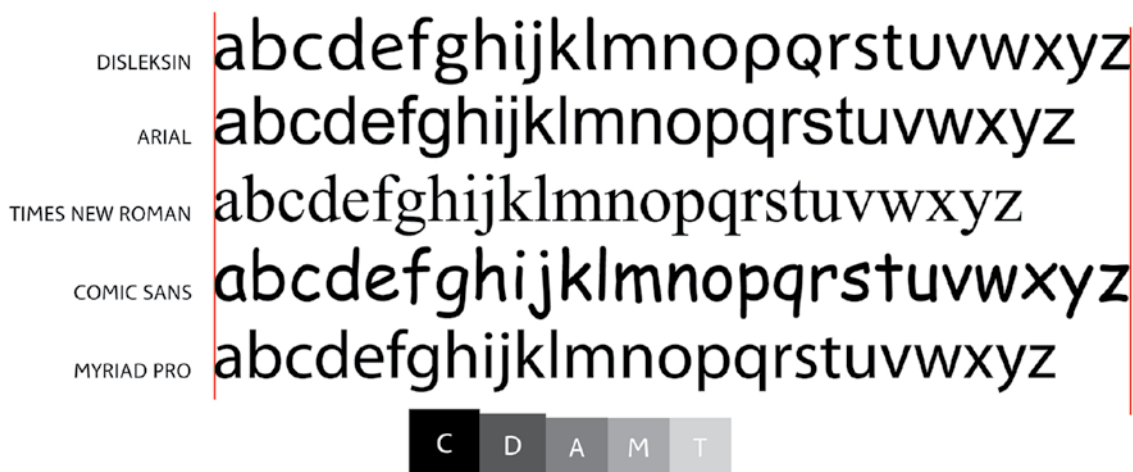 DISLEKSIN abcdefghijklmnopqrstuvwxyz
ARIAL abcdefghijklmnopqrstuvwxyz
TIMES NEW ROMAN abcdefghijklmnopqrstuvwxyz
COMIC SANS abcdefghijklmnopqrstuvwxyz
MYRIAD PRO abcdefghijklmnopqrstuvwxyz
C D A M T